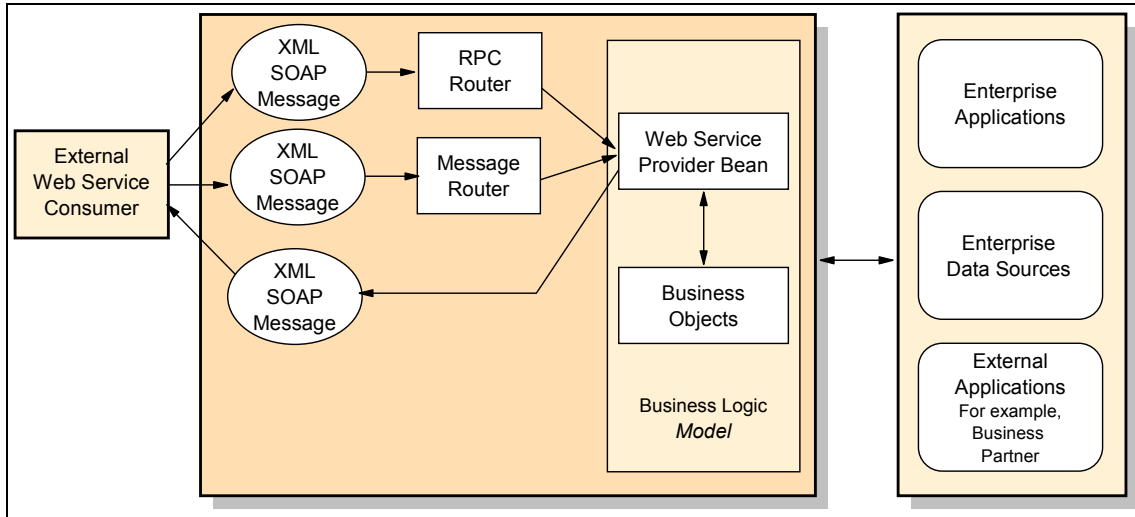 External
Web Service
Consumer
XML
SOAP
Message
XML
SOAP
Message
XML
SOAP
Message
RPC
Router
Message
Router
Web Service
Provider Bean
Business
Objects
Business Logic
Model
Enterprise
Applications
Enterprise
Data Sources
External
Applications
For example,
Business
Partner